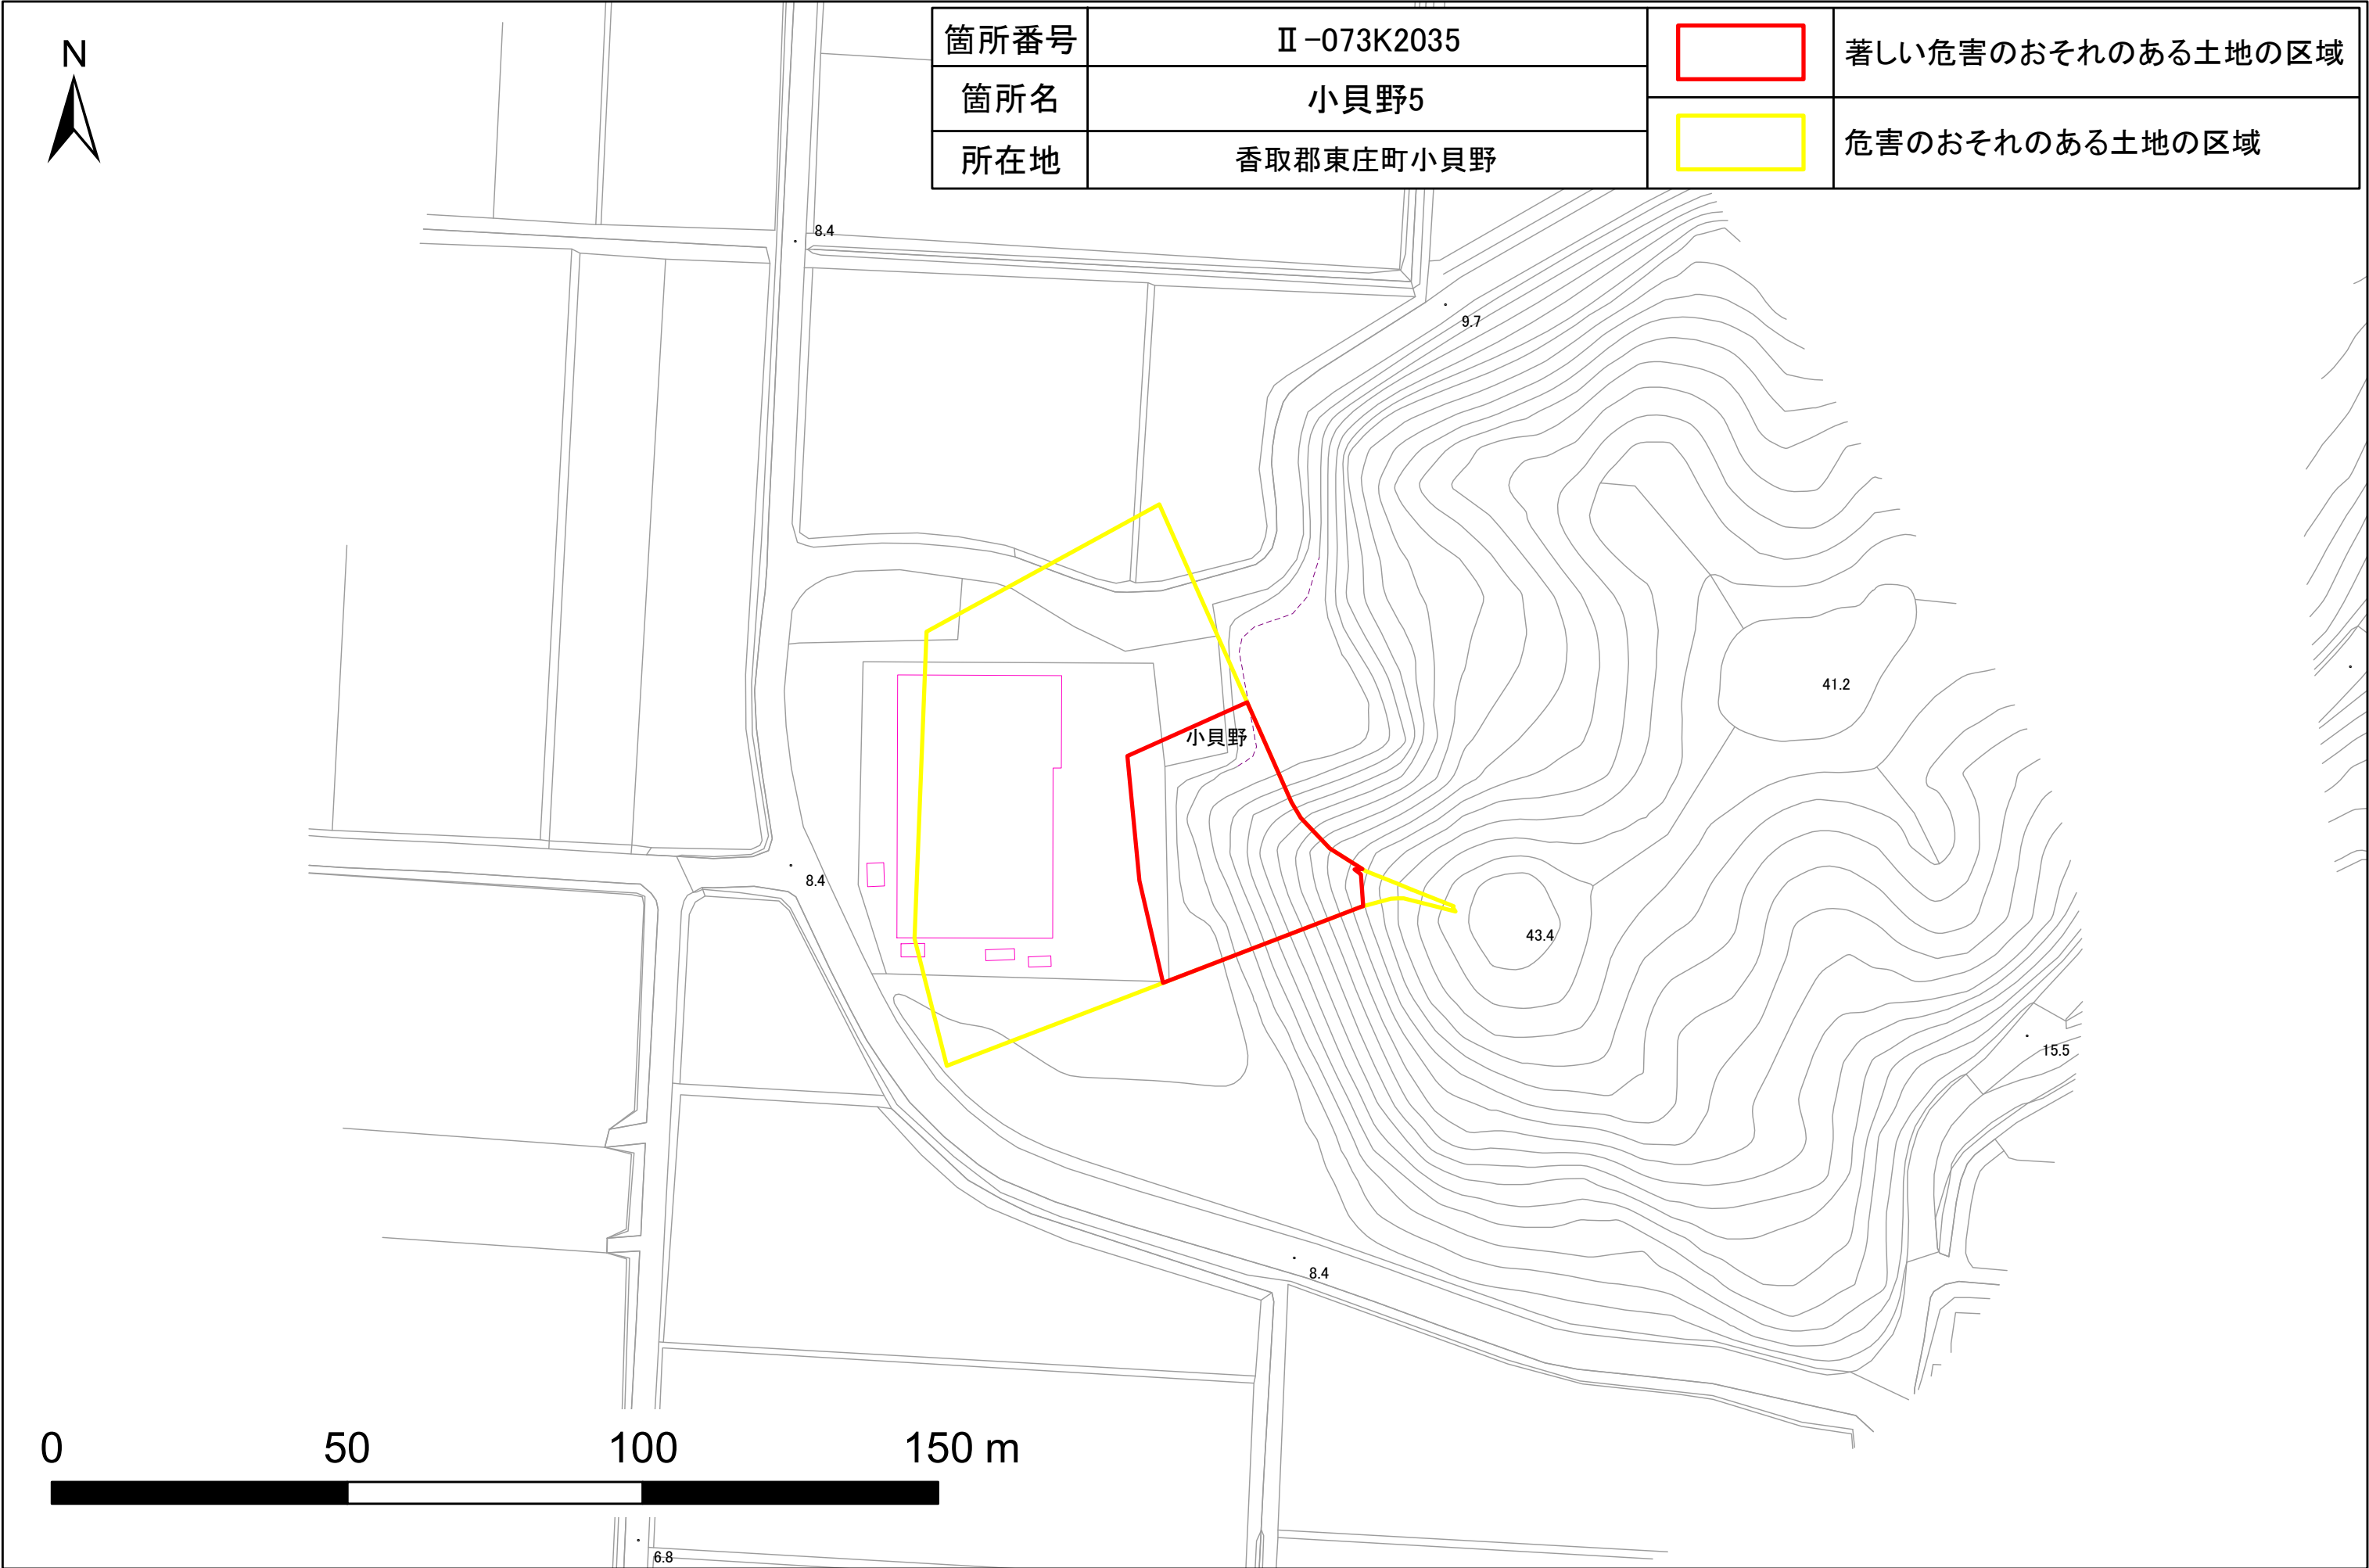 N
箇所番号 Ⅱ-073K2035
箇所名 小貝野5
所在地 香取郡東庄町小貝野
著しい危害のおそれのある土地の区域
危害のおそれのある土地の区域
8.4
9.7
41.2
小貝野
8.4
43.4
15.5
8.4
0 50 100 150 m
6.8